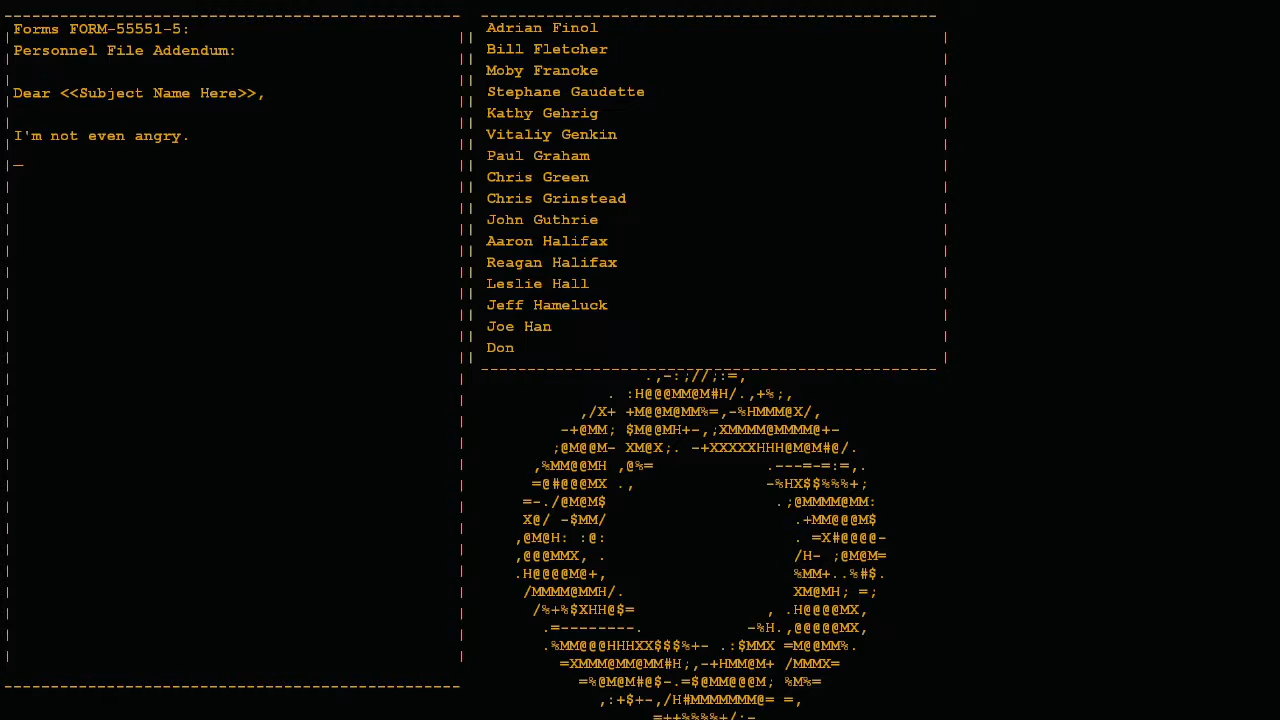 Forms FORM-55551-5:
Personnel File Addendum:
Dear <<Subject Name Here>>,
I'm not even angry.
_
Adrian Finol
Bill Fletcher
Moby Francke
Stephane Gaudette
Kathy Gehrig
Vitaliy Genkin
Paul Graham
Chris Green
Chris Grinstead
John Guthrie
Aaron Halifax
Reagan Halifax
Leslie Hall
Jeff Hameluck
Joe Han
Don